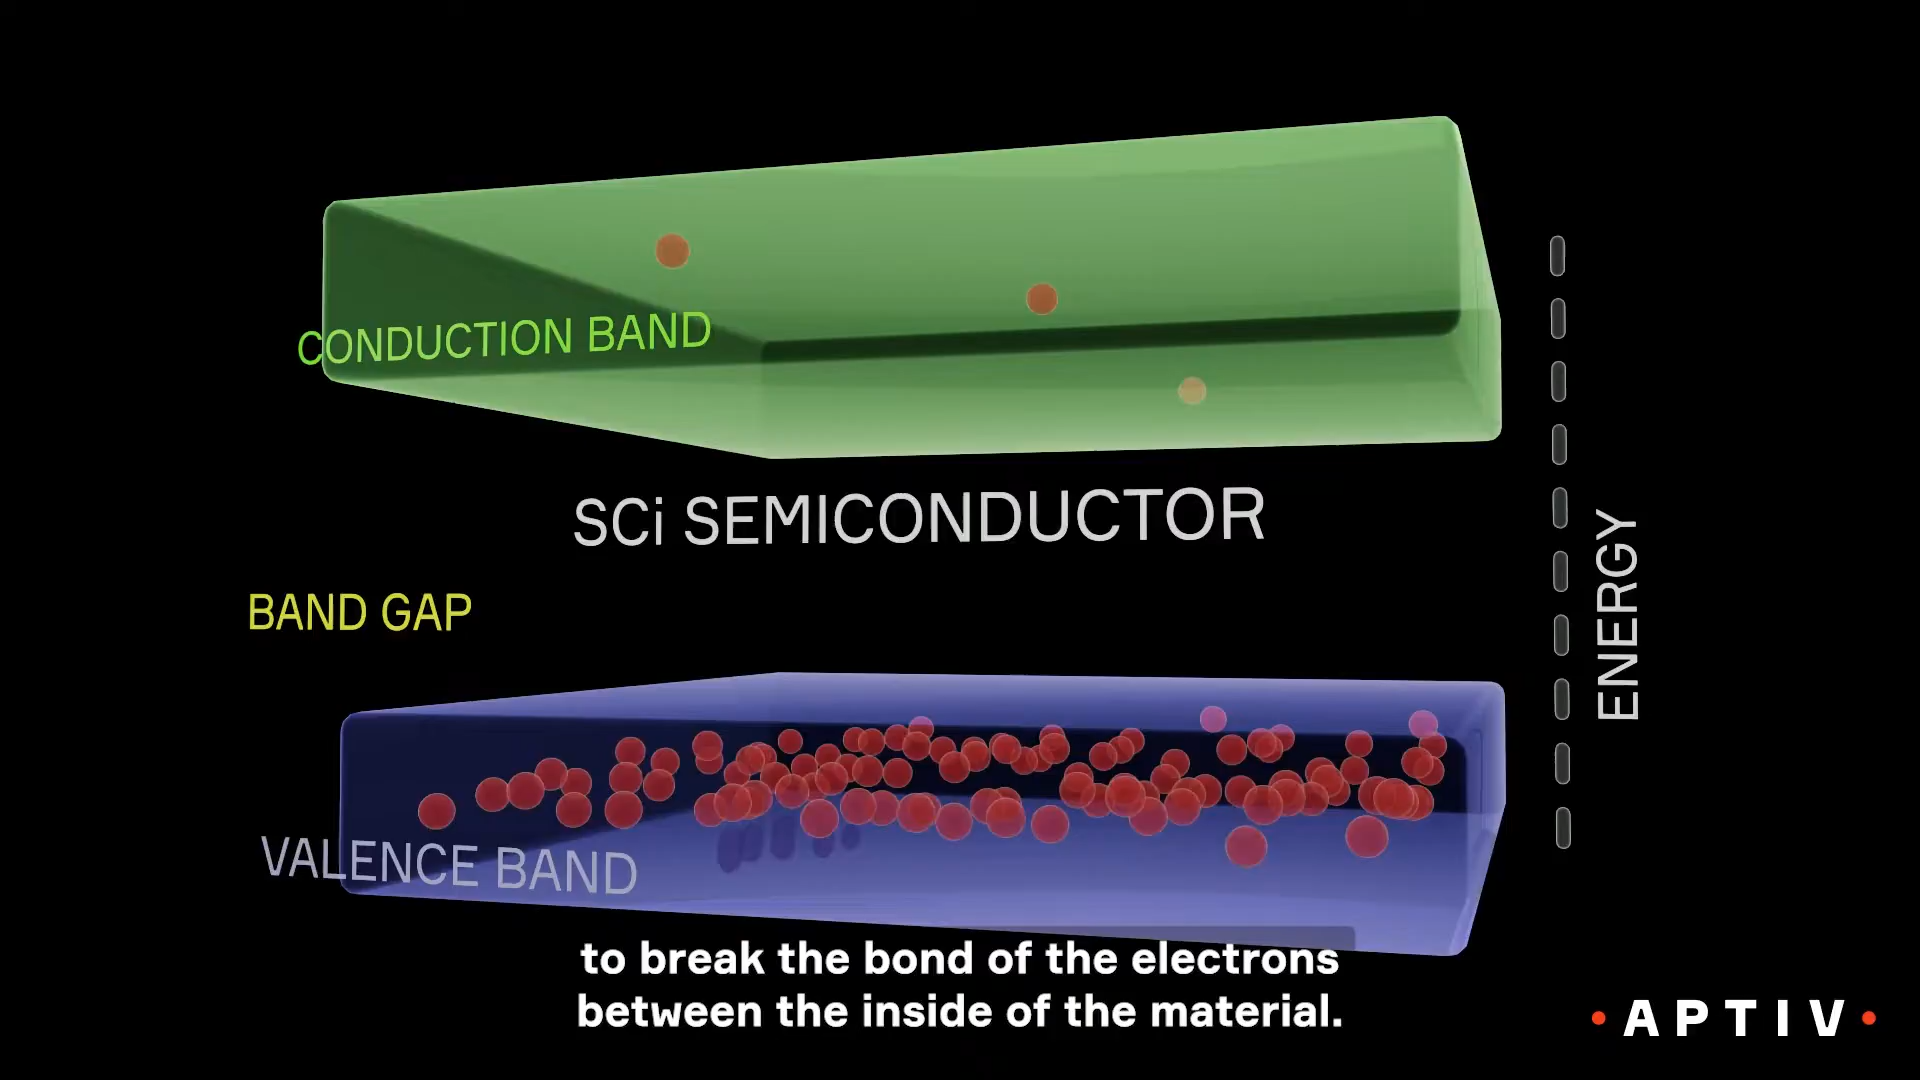 CONDUCTION BAND
SCi SEMICONDUCTOR
BAND GAP
ENERGY
VALENCE BAND
to break the bond of the electrons
between the inside of the material.
APTIV